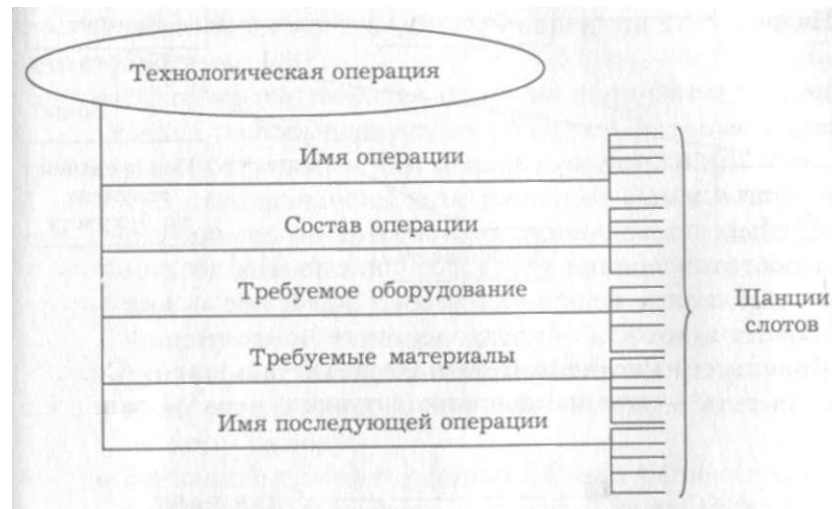 Технологическая операция
Имя операции
Состав операции
Требуемое оборудование
Требуемые материалы
Имя последующей операции
Шанции
слотов